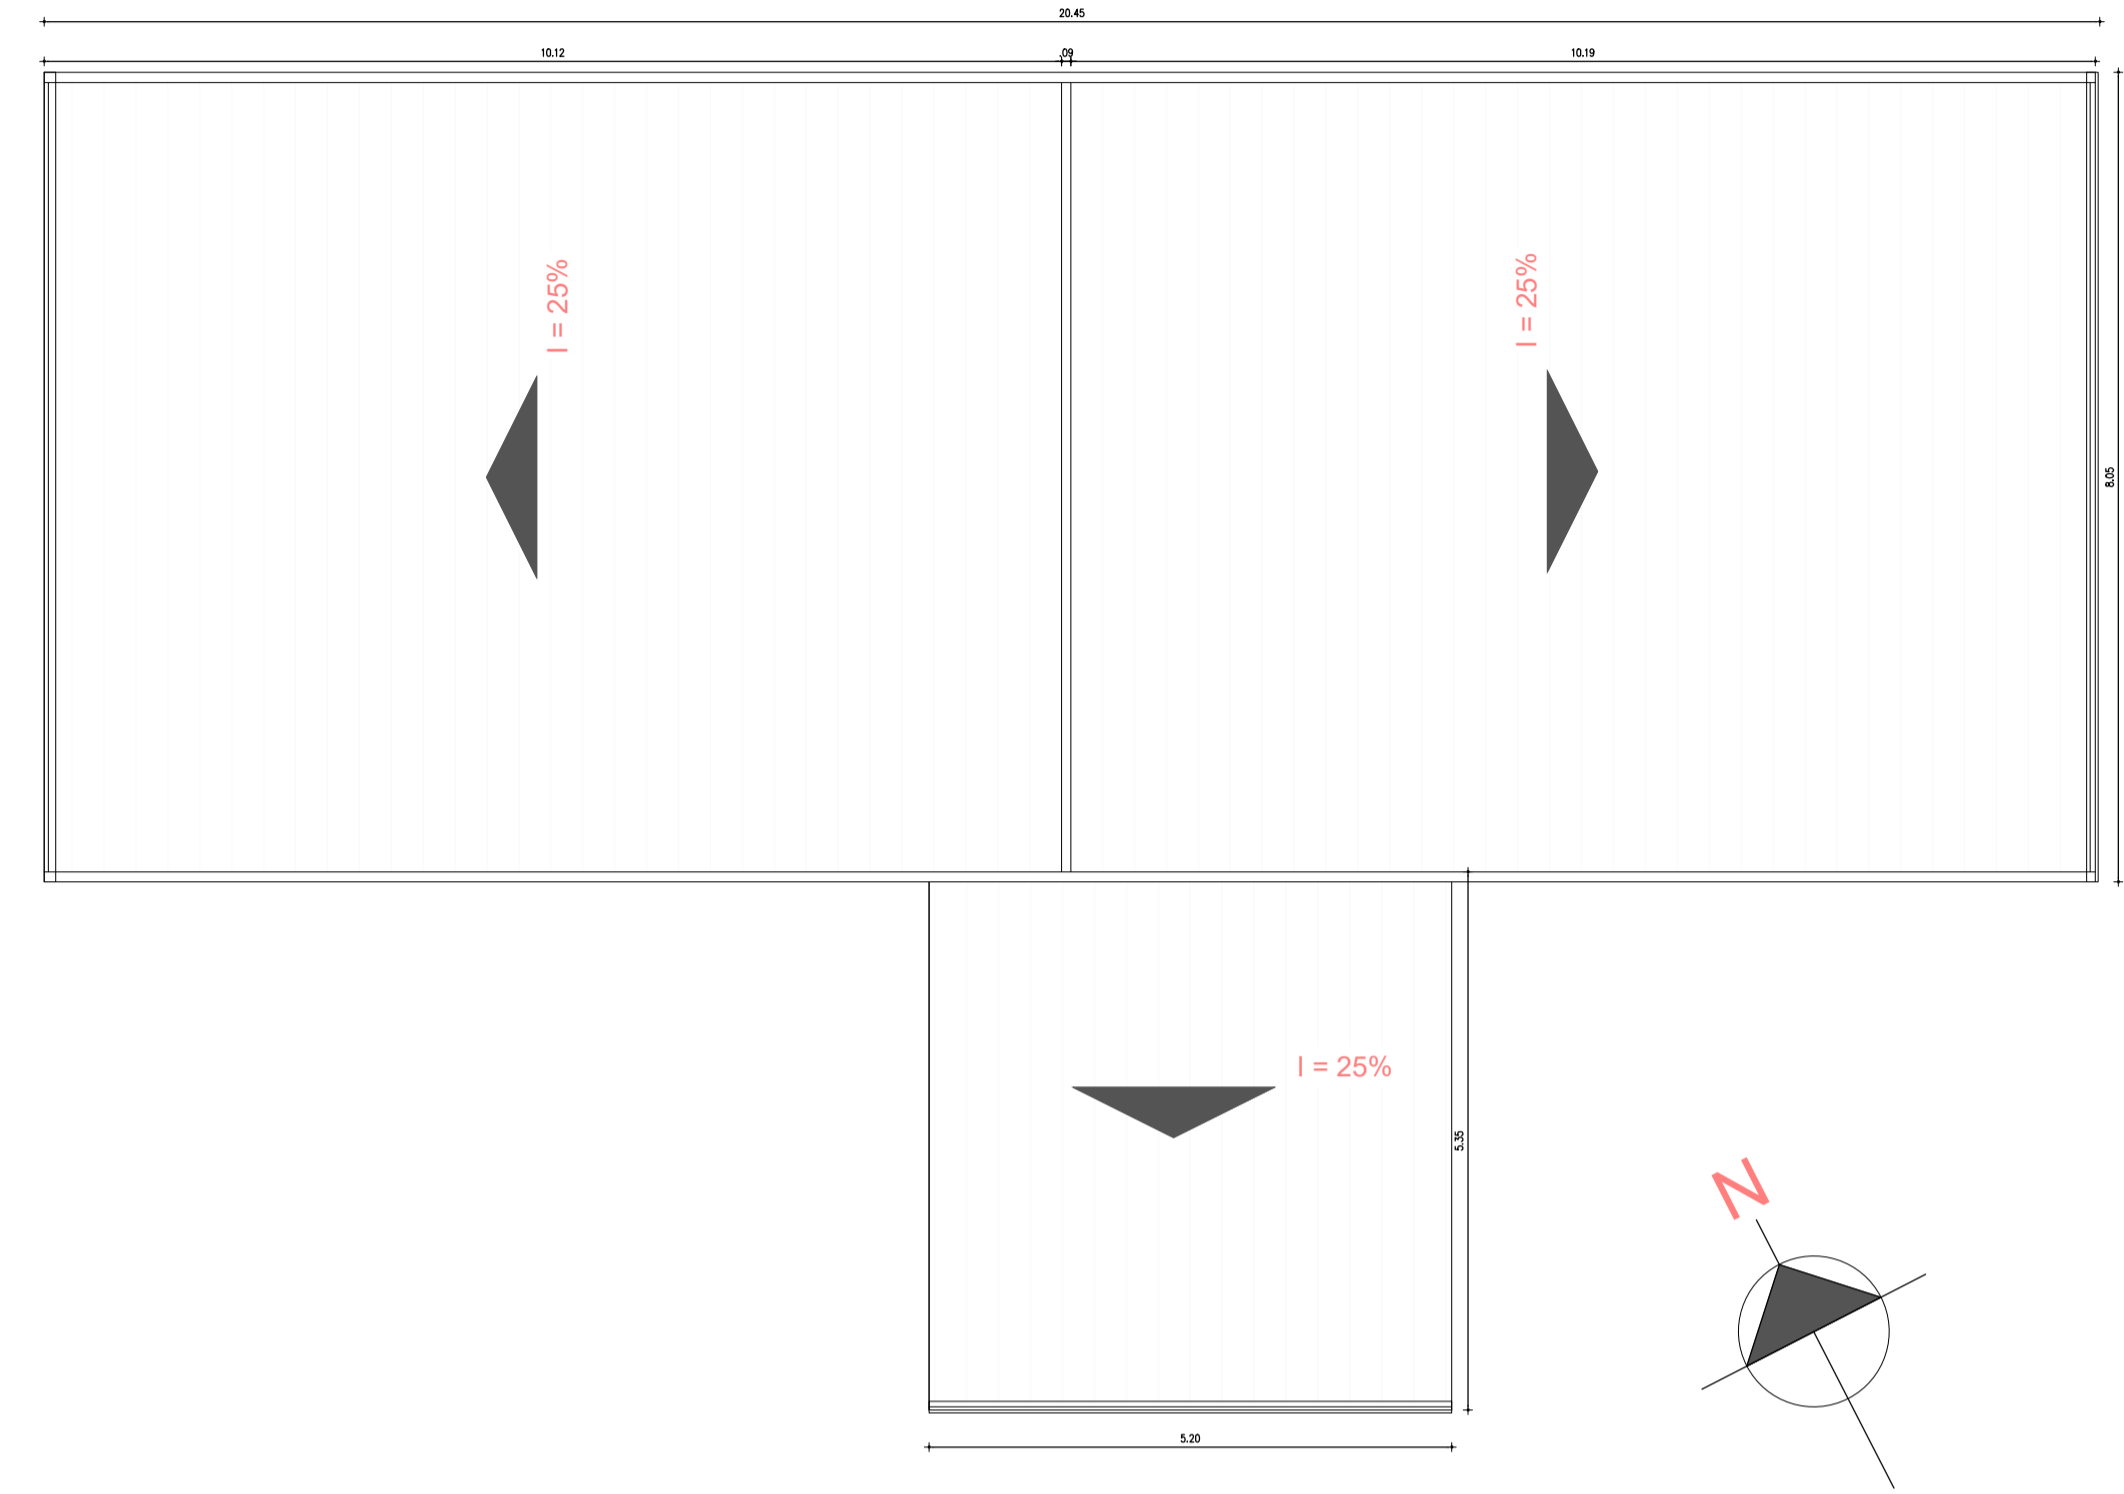 20.45
10.12
.09
10.19
I = 25%
I = 25%
8.05
I = 25%
5.35
N
5.20